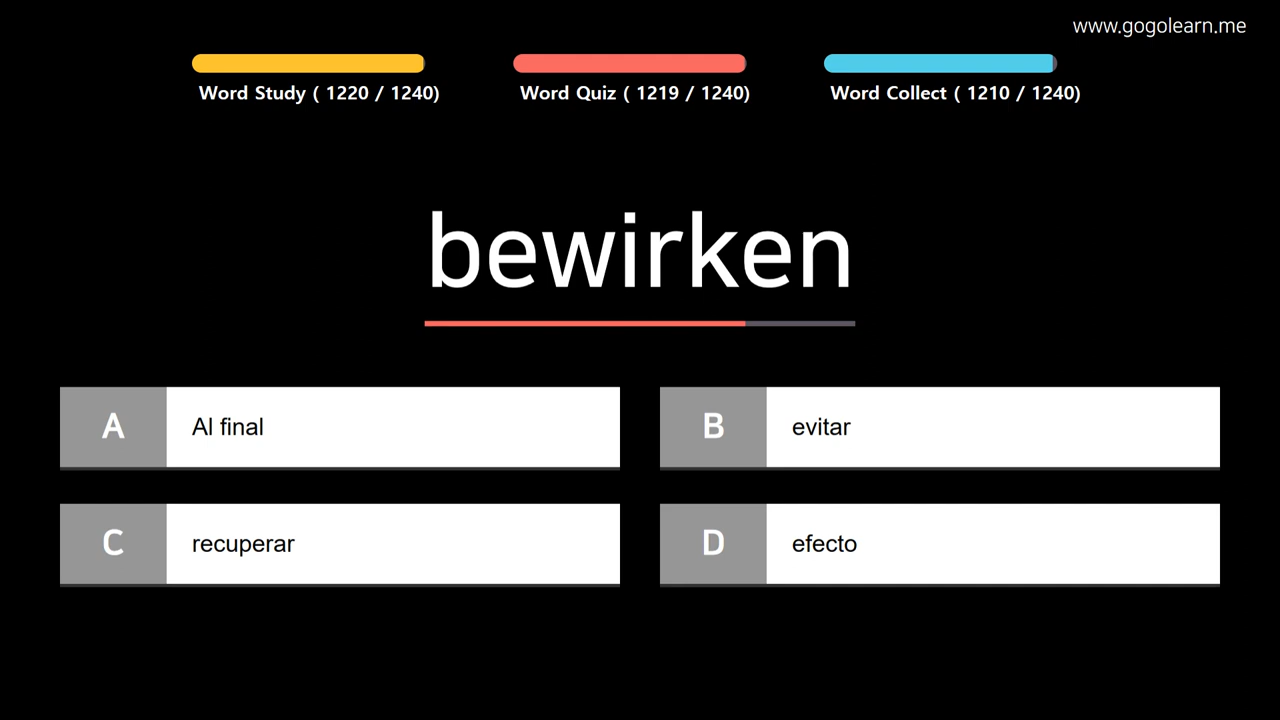 www.gogolearn.me
Word Study ( 1220 / 1240)
Word Quiz ( 1219 / 1240)
Word Collect ( 1210 / 1240)
bewirken
A Al final
B evitar
C recuperar
D efecto